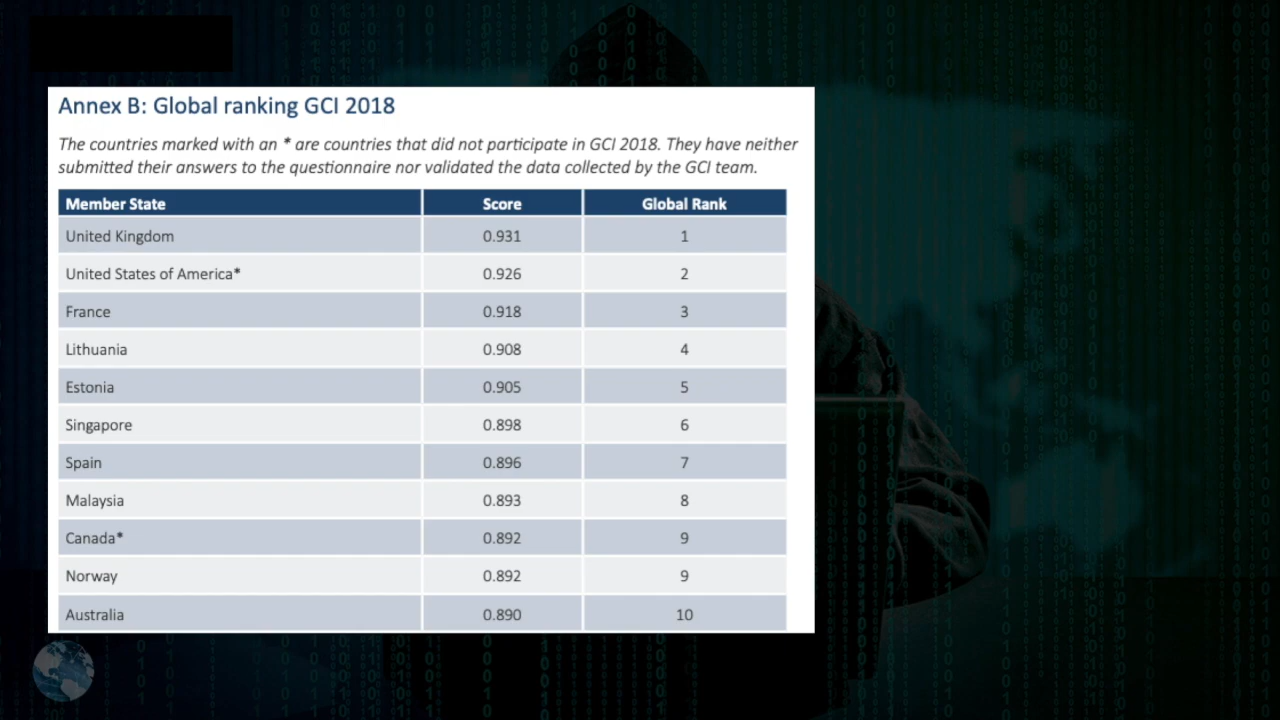 Annex B: Global ranking GCI 2018
The countries marked with an * are countries that did not participate in GCI 2018. They have neither
submitted their answers to the questionnaire nor validated the data collected by the GCI team.
Member State Score Global Rank
United Kingdom 0.931 1
United States of America* 0.926 2
France 0.918 3
Lithuania 0.908 4
Estonia 0.905 5
Singapore 0.898 6
Spain 0.896 7
Malaysia 0.893 8
Canada* 0.892 9
Norway 0.892 9
Australia 0.890 10